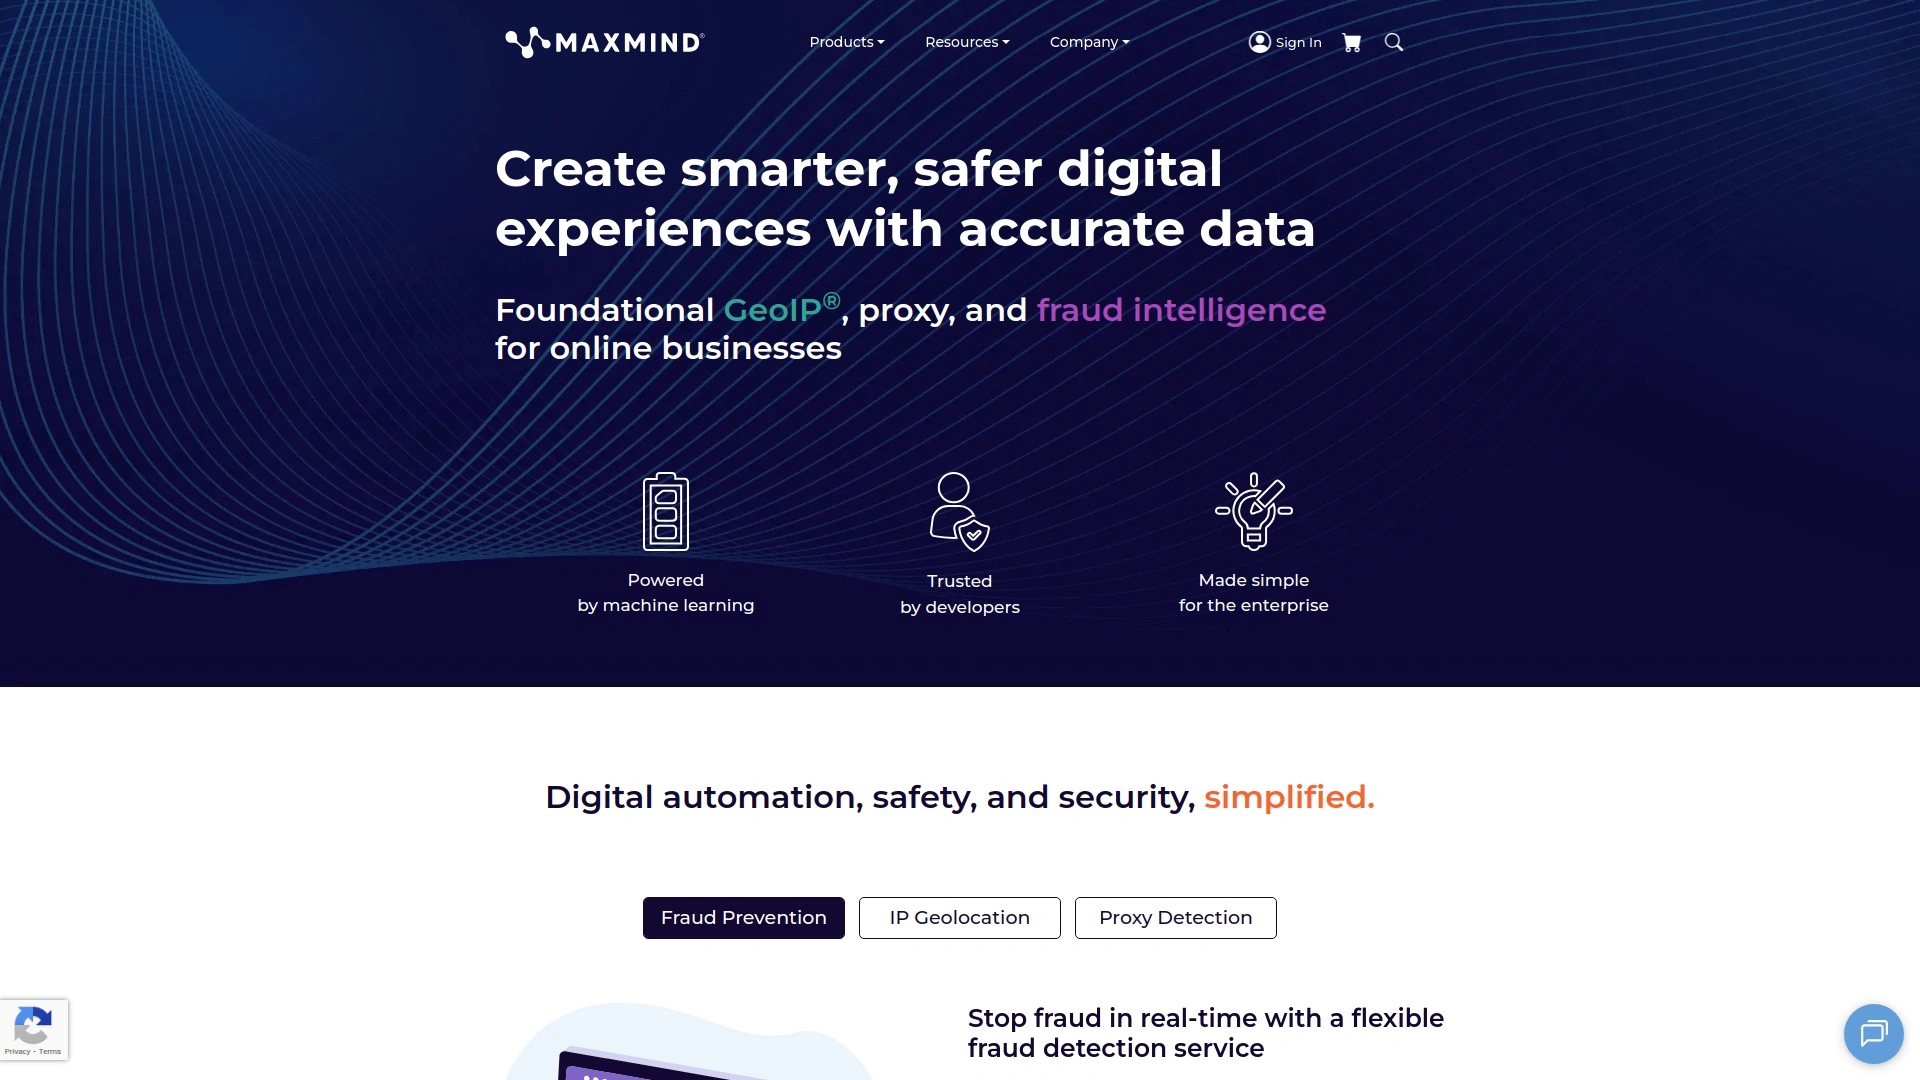 MAXMIND®
Products
Resources
Company
Sign In
Create smarter, safer digital
experiences with accurate data
Foundational GeoIP®, proxy, and fraud intelligence
for online businesses
Powered
by machine learning
Trusted
by developers
Made simple
for the enterprise
Digital automation, safety, and security, simplified.
Fraud Prevention
IP Geolocation
Proxy Detection
Stop fraud in real-time with a flexible
fraud detection service
Privacy - Terms